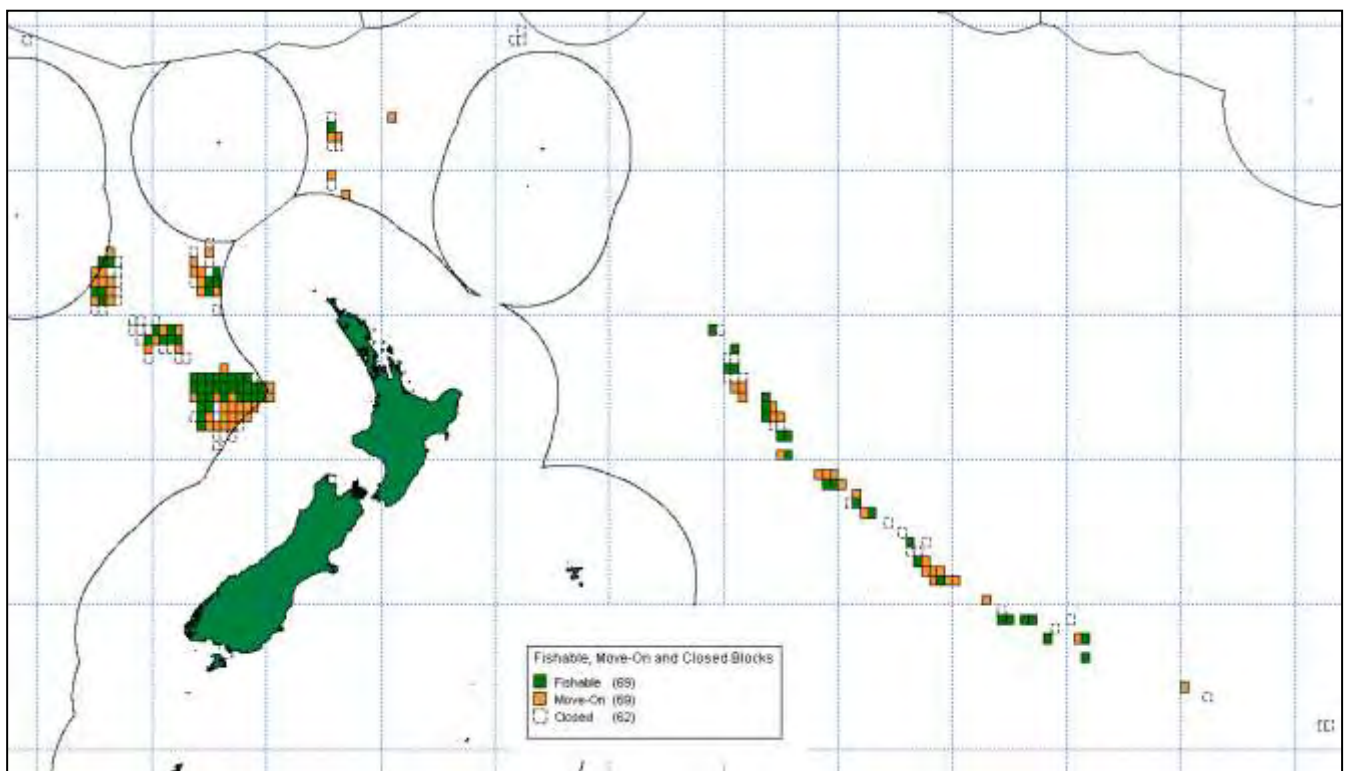 Fishable, Move-On and Closed Blocks
Fishable (69)
Move-On (69)
Closed (62)